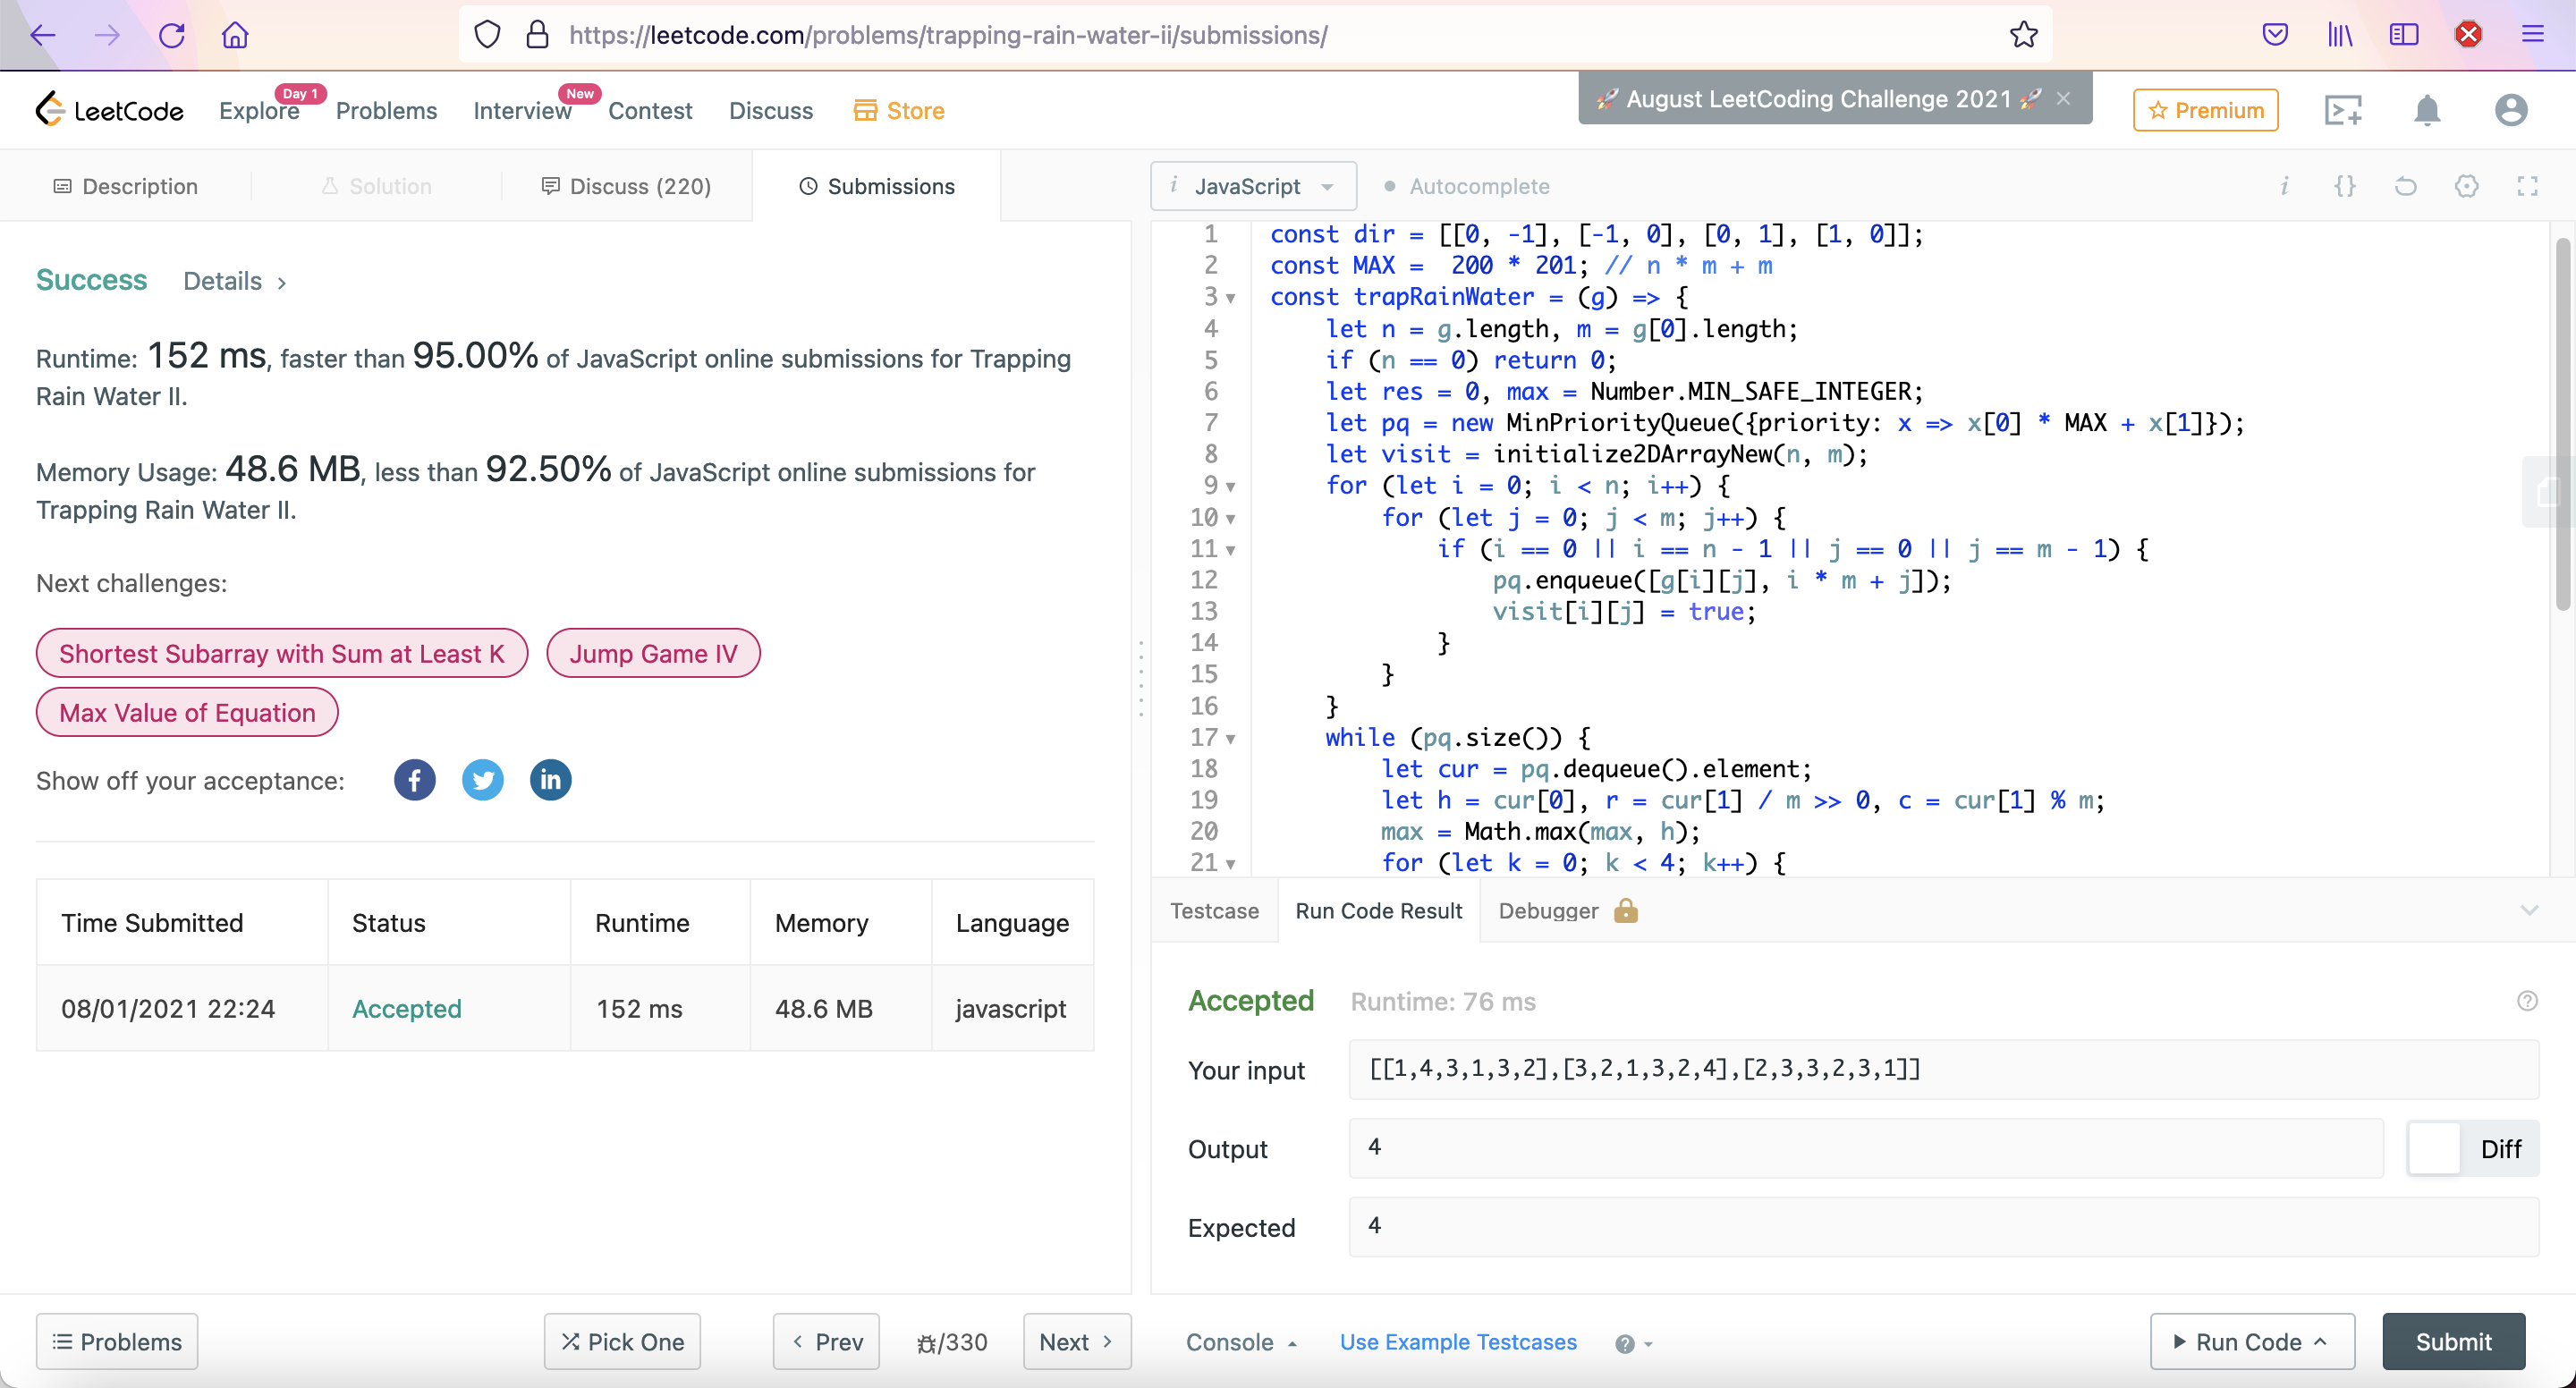 https://leetcode.com/problems/trapping-rain-water-ii/submissions/
LeetCode
Explore
Day 1
Problems
Interview
New
Contest
Discuss
Store
🚀 August LeetCoding Challenge 2021 🚀 ×
Premium
Description
Solution
Discuss (220)
Submissions
i JavaScript
Autocomplete
i {}
Success Details >
Runtime: 152 ms, faster than 95.00% of JavaScript online submissions for Trapping
Rain Water II.
Memory Usage: 48.6 MB, less than 92.50% of JavaScript online submissions for
Trapping Rain Water II.
Next challenges:
Shortest Subarray with Sum at Least K
Jump Game IV
Max Value of Equation
Show off your acceptance:
f in
Time Submitted Status Runtime Memory Language
08/01/2021 22:24 Accepted 152 ms 48.6 MB javascript
1 const dir = [[0, -1], [-1, 0], [0, 1], [1, 0]];
2 const MAX =  200 * 201; // n * m + m
3 const trapRainWater = (g) => {
4     let n = g.length, m = g[0].length;
5     if (n == 0) return 0;
6     let res = 0, max = Number.MIN_SAFE_INTEGER;
7     let pq = new MinPriorityQueue({priority: x => x[0] * MAX + x[1]});
8     let visit = initialize2DArrayNew(n, m);
9     for (let i = 0; i < n; i++) {
10         for (let j = 0; j < m; j++) {
11             if (i == 0 || i == n - 1 || j == 0 || j == m - 1) {
12                 pq.enqueue([g[i][j], i * m + j]);
13                 visit[i][j] = true;
14             }
15         }
16     }
17     while (pq.size()) {
18         let cur = pq.dequeue().element;
19         let h = cur[0], r = cur[1] / m >> 0, c = cur[1] % m;
20         max = Math.max(max, h);
21         for (let k = 0; k < 4; k++) {
Testcase
Run Code Result
Debugger
Accepted Runtime: 76 ms
?
Your input
[[1,4,3,1,3,2],[3,2,1,3,2,4],[2,3,3,2,3,1]]
Output
4
Diff
Expected
4
Problems
Pick One
< Prev
/330
Next >
Console
Use Example Testcases
?
Run Code
Submit